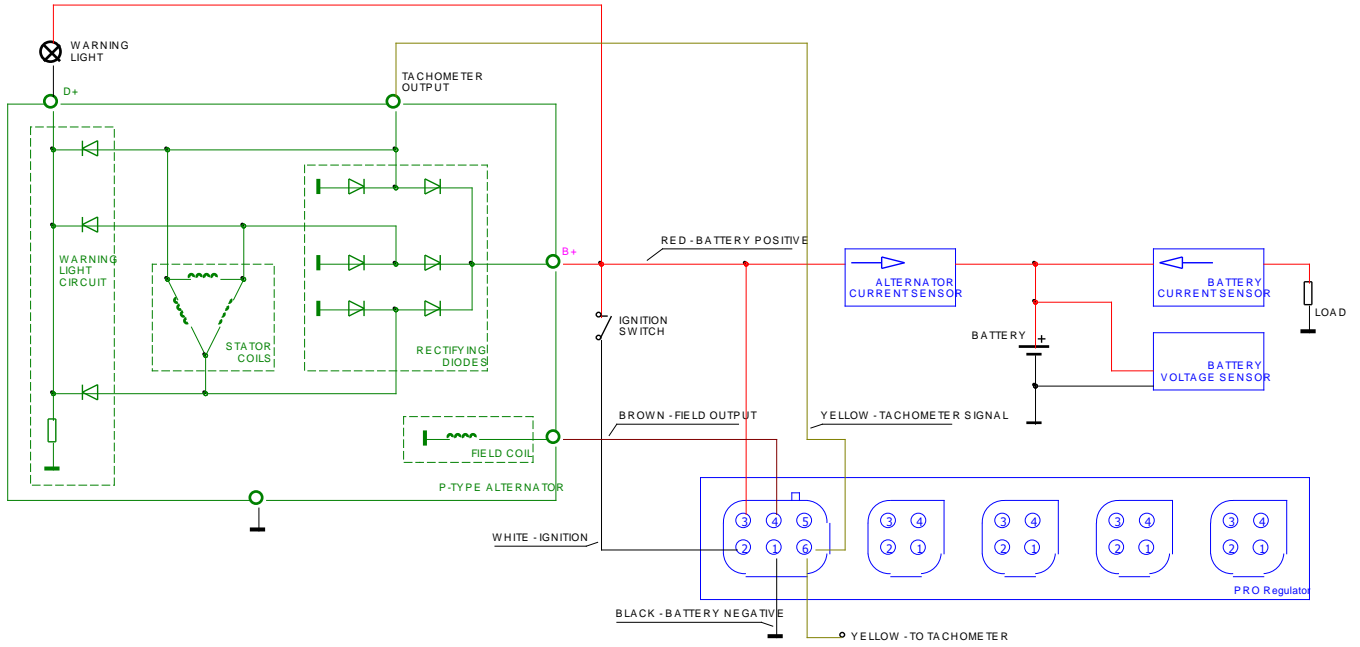 WARNING
LIGHT
D+
TACHOMETER
OUTPUT
WARNING
LIGHT
CIRCUIT
STATOR
COILS
RECTIFYING
DIODES
B+
RED - BATTERY POSITIVE
ALTERNATOR
CURRENT SENSOR
BATTERY
CURRENT SENSOR
LOAD
IGNITION
SWITCH
BATTERY
+
BATTERY
VOLTAGE SENSOR
BROWN - FIELD OUTPUT
YELLOW - TACHOMETER SIGNAL
FIELD COIL
P-TYPE ALTERNATOR
3 4 5
2 1 6
3 4
2 1
3 4
2 1
3 4
2 1
3 4
2 1
WHITE - IGNITION
PRO Regulator
BLACK - BATTERY NEGATIVE
YELLOW - TO TACHOMETER